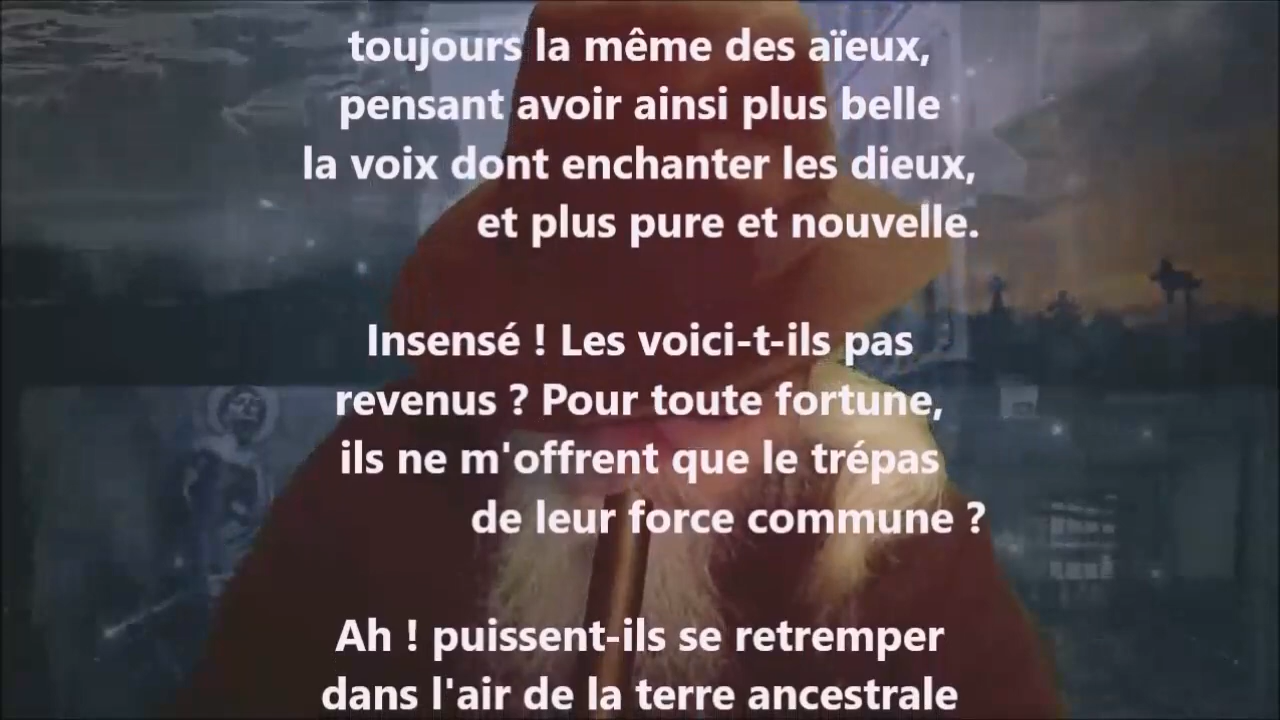 toujours la même des aïeux,
pensant avoir ainsi plus belle
la voix dont enchanter les dieux,
et plus pure et nouvelle.
Insensé ! Les voici-t-ils pas
revenus ? Pour toute fortune,
ils ne m'offrent que le trépas
de leur force commune ?
Ah ! puissent-ils se retremper
dans l'air de la terre ancestrale